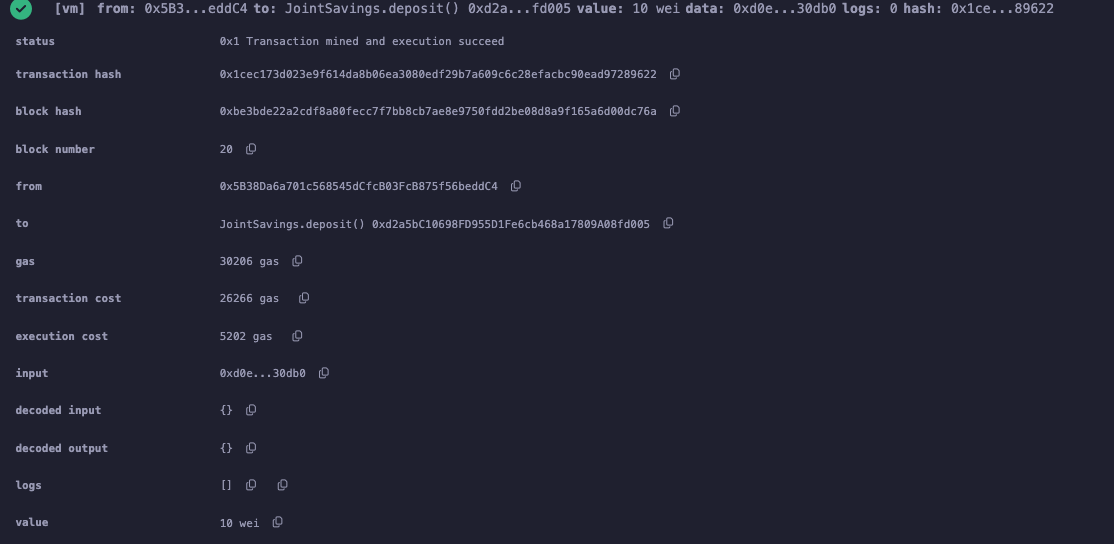 [vm] from: 0x5B3...eddC4 to: JointSavings.deposit() 0xd2a...fd005 value: 10 wei data: 0xd0e...30db0 logs: 0 hash: 0x1ce...89622
status 0x1 Transaction mined and execution succeed
transaction hash 0x1cec173d023e9f614da8b06ea3080edf29b7a609c6c28efacbc90ead97289622
block hash 0xbe3bde22a2cdf8a80fecc7f7bb8cb7ae8e9750fdd2be08d8a9f165a6d00dc76a
block number 20
from 0x5B38Da6a701c568545dCfcB03FcB875f56beddC4
to JointSavings.deposit() 0xd2a5bC10698FD955D1Fe6cb468a17809A08fd005
gas 30206 gas
transaction cost 26266 gas
execution cost 5202 gas
input 0xd0e...30db0
decoded input {}
decoded output {}
logs []
value 10 wei